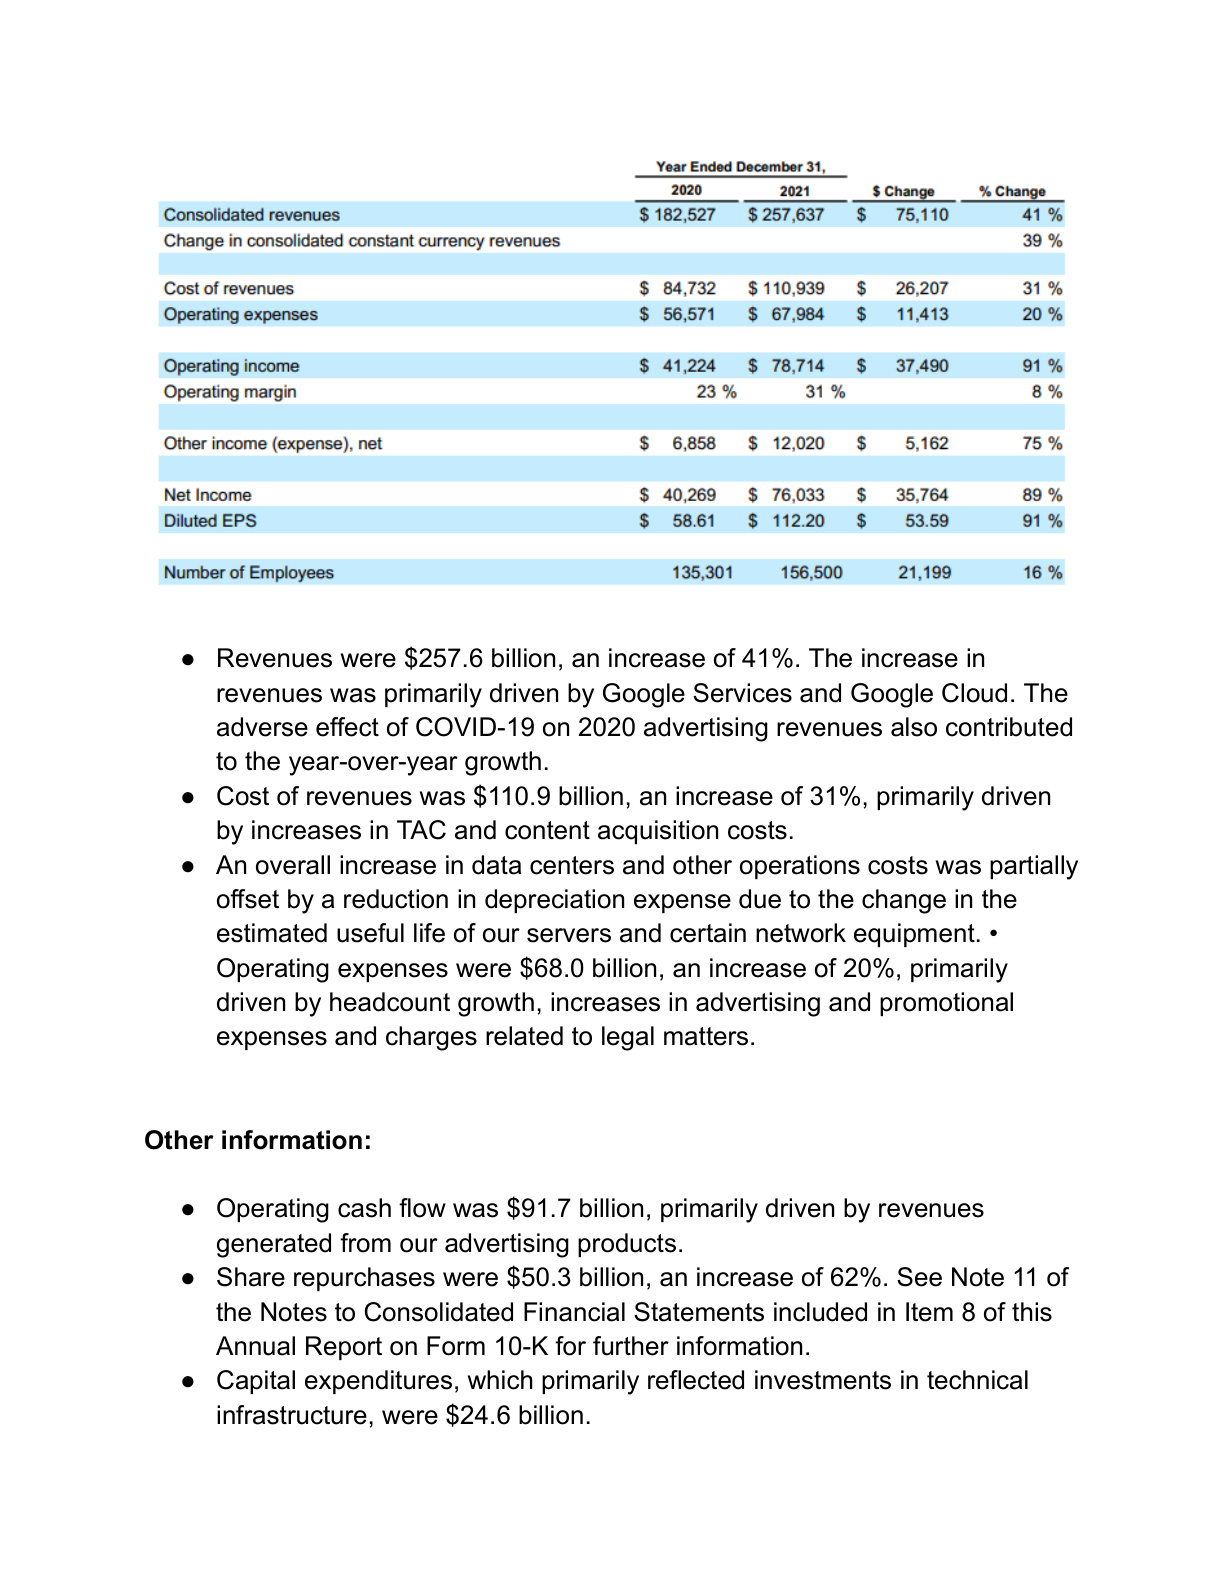 Year Ended December 31,
2020 2021 $ Change % Change
Consolidated revenues $ 182,527 $ 257,637 $ 75,110 41 %
Change in consolidated constant currency revenues 39 %
Cost of revenues $ 84,732 $ 110,939 $ 26,207 31 %
Operating expenses $ 56,571 $ 67,984 $ 11,413 20 %
Operating income $ 41,224 $ 78,714 $ 37,490 91 %
Operating margin 23 % 31 % 8 %
Other income (expense), net $ 6,858 $ 12,020 $ 5,162 75 %
Net Income $ 40,269 $ 76,033 $ 35,764 89 %
Diluted EPS $ 58.61 $ 112.20 $ 53.59 91 %
Number of Employees 135,301 156,500 21,199 16 %
● Revenues were $257.6 billion, an increase of 41%. The increase in
revenues was primarily driven by Google Services and Google Cloud. The
adverse effect of COVID-19 on 2020 advertising revenues also contributed
to the year-over-year growth.
● Cost of revenues was $110.9 billion, an increase of 31%, primarily driven
by increases in TAC and content acquisition costs.
● An overall increase in data centers and other operations costs was partially
offset by a reduction in depreciation expense due to the change in the
estimated useful life of our servers and certain network equipment. •
Operating expenses were $68.0 billion, an increase of 20%, primarily
driven by headcount growth, increases in advertising and promotional
expenses and charges related to legal matters.
Other information:
● Operating cash flow was $91.7 billion, primarily driven by revenues
generated from our advertising products.
● Share repurchases were $50.3 billion, an increase of 62%. See Note 11 of
the Notes to Consolidated Financial Statements included in Item 8 of this
Annual Report on Form 10-K for further information.
● Capital expenditures, which primarily reflected investments in technical
infrastructure, were $24.6 billion.